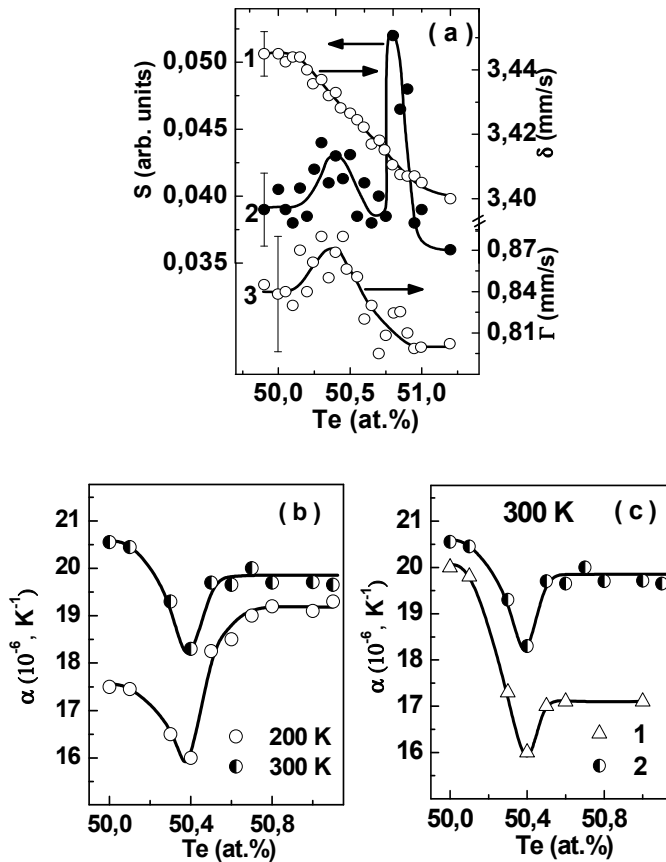 ( a )
0,050
0,045
0,040
0,035
S (arb. units)
1
2
3
3,44
3,42
3,40
δ (mm/s)
0,87
0,84
0,81
Γ (mm/s)
50,0 50,5 51,0
Te (at.%)
( b )
21
20
19
18
17
16
α (10⁻⁶, K⁻¹)
200 K
300 K
50,0 50,4 50,8
Te (at.%)
300 K ( c )
21
20
19
18
17
16
α (10⁻⁶, K⁻¹)
1
2
50,0 50,4 50,8
Te (at.%)